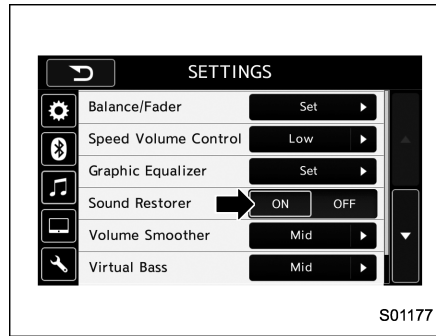 SETTINGS
Balance/Fader Set
Speed Volume Control Low
Graphic Equalizer Set
Sound Restorer ON OFF
Volume Smoother Mid
Virtual Bass Mid
S01177